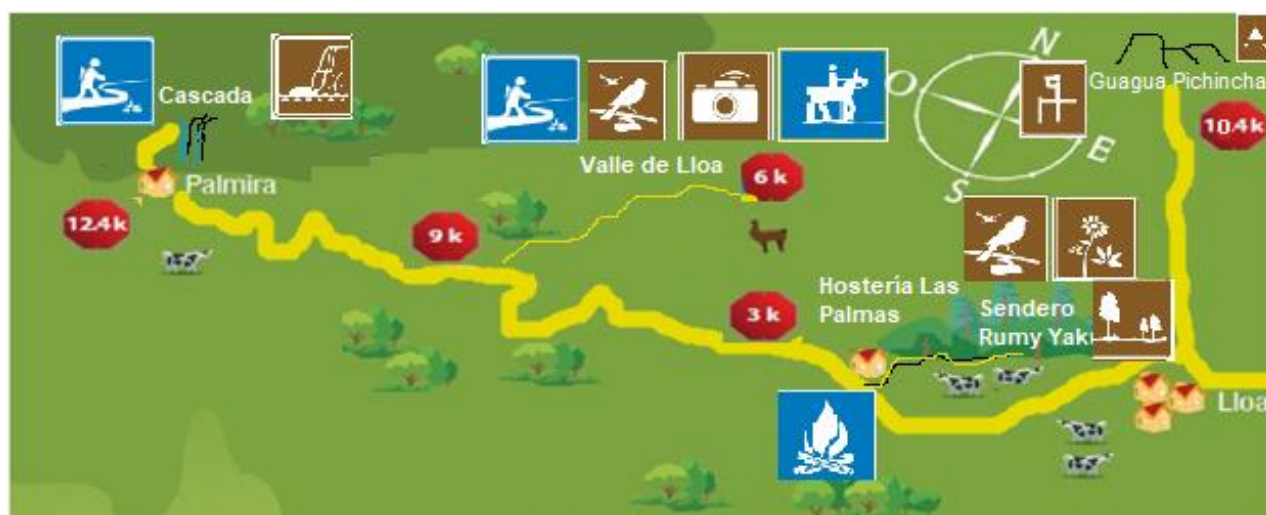 Cascada
Palmira
12.4 k
9 k
Valle de Lloa
6 k
3 k
Hostería Las
Palmas
Sendero
Rumy Yaku
N
O
E
S
Guagua Pichincha
10.4k
Lloa